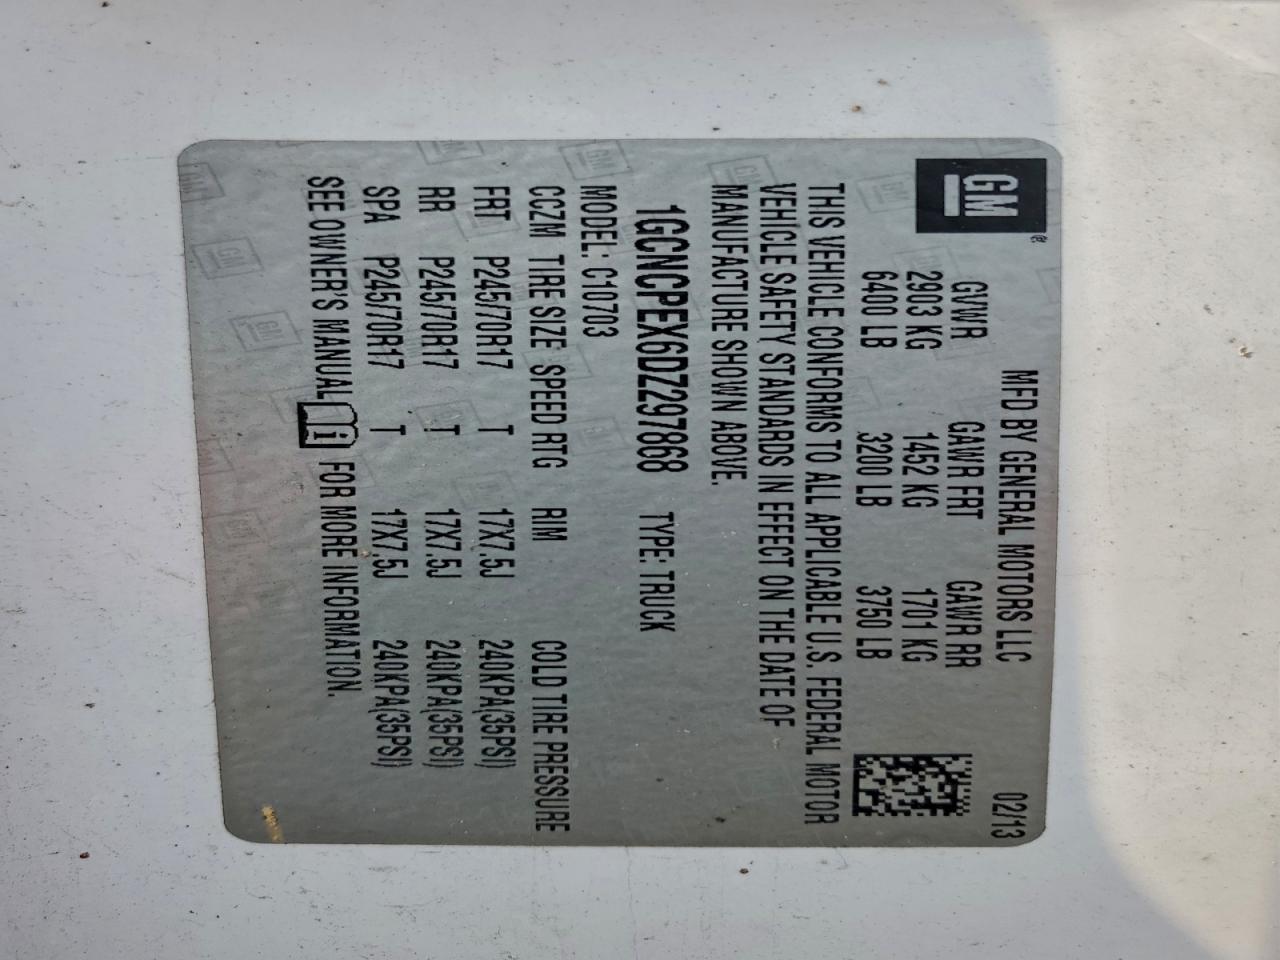 GM
MFD BY GENERAL MOTORS LLC 02/13
GVWR GAWR FRT GAWR RR
2903 KG 1452 KG 1701 KG
6400 LB 3200 LB 3750 LB
THIS VEHICLE CONFORMS TO ALL APPLICABLE U.S. FEDERAL MOTOR
VEHICLE SAFETY STANDARDS IN EFFECT ON THE DATE OF
MANUFACTURE SHOWN ABOVE.
1GCNCPEX6DZ297868 TYPE: TRUCK
MODEL: C10703
CCZM TIRE SIZE SPEED RTG RIM COLD TIRE PRESSURE
FRT P245/70R17 T 17X7.5J 240KPA(35PSI)
RR P245/70R17 T 17X7.5J 240KPA(35PSI)
SPA P245/70R17 T 17X7.5J 240KPA(35PSI)
SEE OWNER'S MANUAL i FOR MORE INFORMATION.